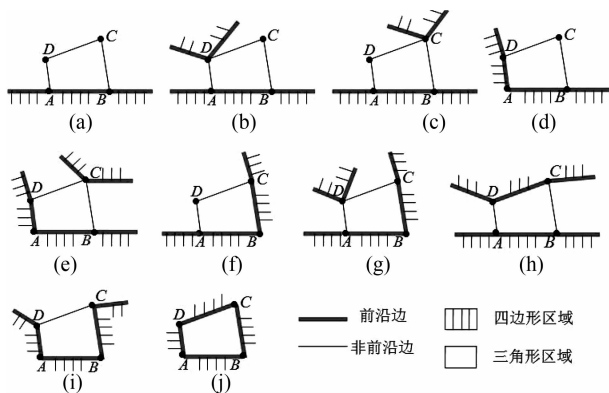 D C A B
(a)
D C A B
(b)
D C A B
(c)
D C A B
(d)
D C A B
(e)
D C A B
(f)
D C A B
(g)
D C A B
(h)
D C A B
(i)
D C A B
(j)
前沿边
四边形区域
非前沿边
三角形区域